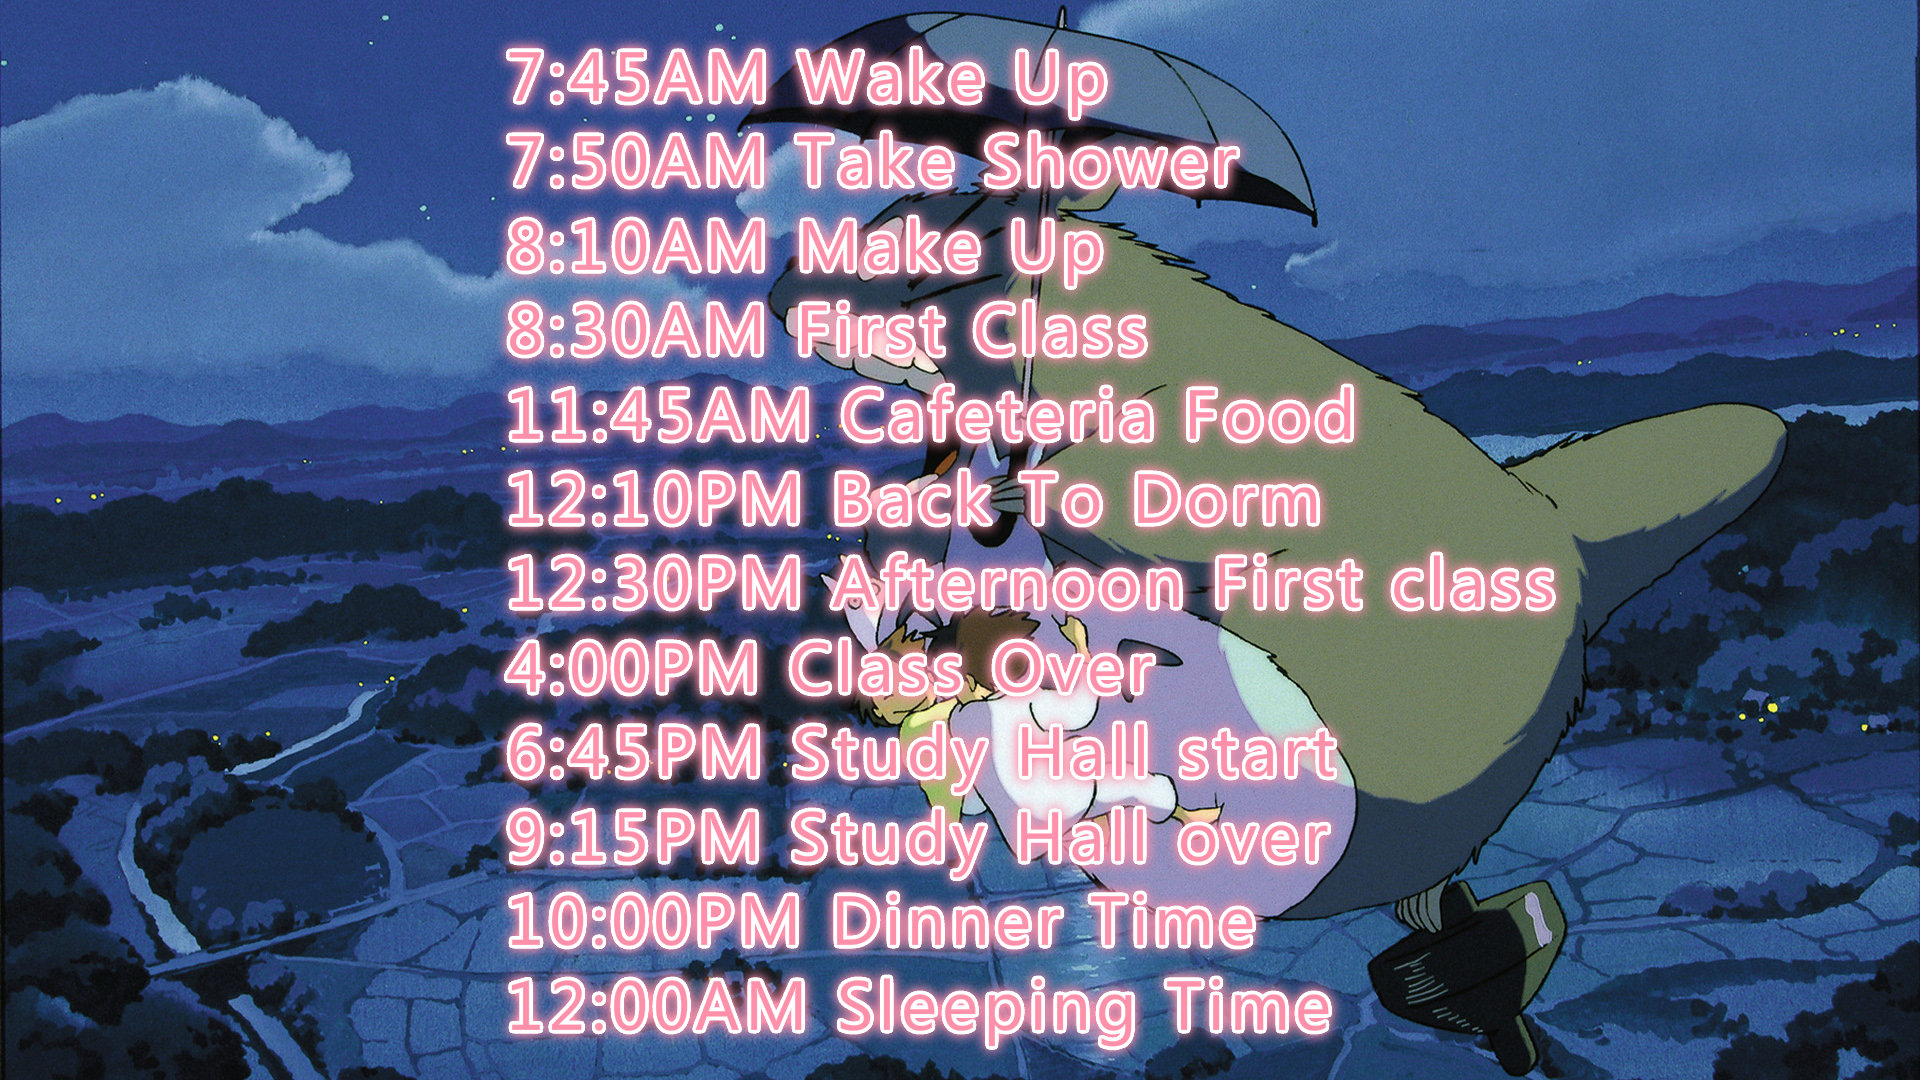 7:45AM Wake Up
7:50AM Take Shower
8:10AM Make Up
8:30AM First Class
11:45AM Cafeteria Food
12:10PM Back To Dorm
12:30PM Afternoon First class
4:00PM Class Over
6:45PM Study Hall start
9:15PM Study Hall over
10:00PM Dinner Time
12:00AM Sleeping Time